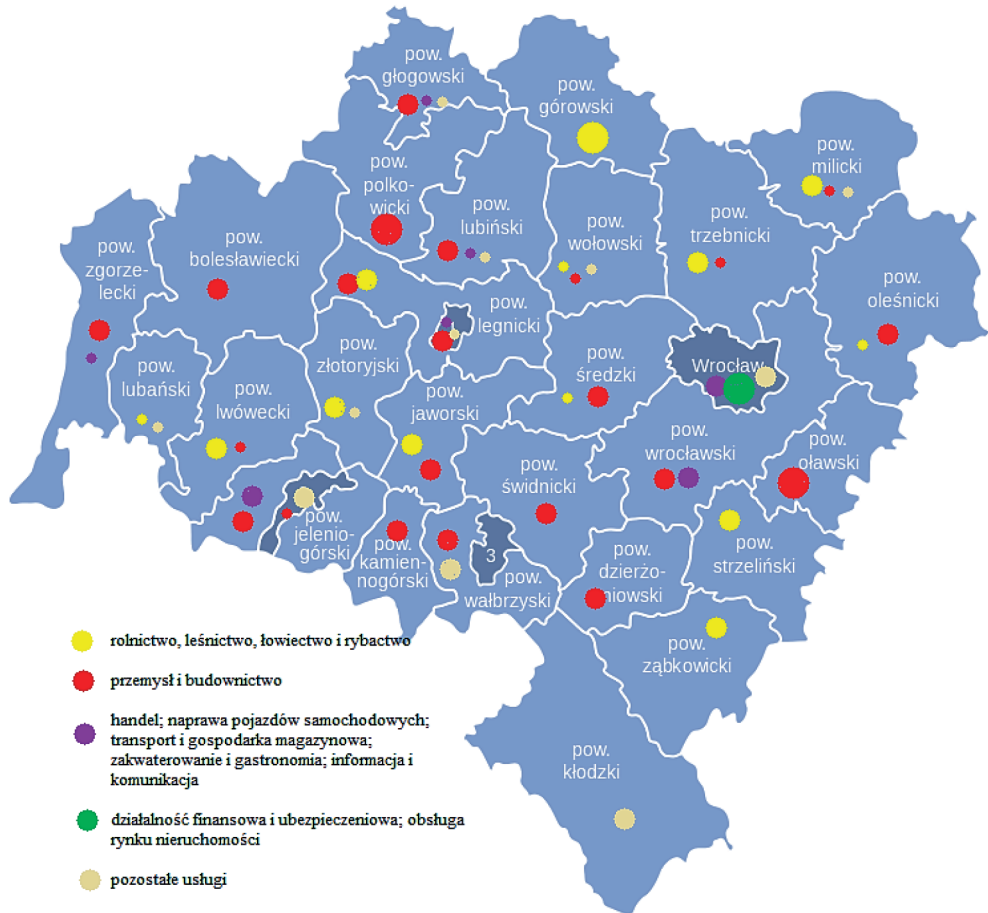 pow.
głogowski
pow.
górowski
pow.
milicki
pow.
polko-
wicki
pow.
lubiński
pow.
wołowski
pow.
trzebnicki
pow.
zgorze-
lecki
pow.
bolesławiecki
pow.
oleśnicki
pow.
legnicki
pow.
złotoryjski
pow.
średzki
Wrocław
pow.
lubański
pow.
lwówecki
pow.
jaworski
pow.
wrocławski
pow.
oławski
pow.
świdnicki
pow.
jelenio-
górski
pow.
kamien-
nogórski
3
pow.
wałbrzyski
pow.
dzierżo-
niowski
pow.
strzeliński
pow.
ząbkowicki
pow.
kłodzki
rolnictwo, leśnictwo, łowiectwo i rybactwo
przemysł i budownictwo
handel; naprawa pojazdów samochodowych;
transport i gospodarka magazynowa;
zakwaterowanie i gastronomia; informacja i
komunikacja
działalność finansowa i ubezpieczeniowa; obsługa
rynku nieruchomości
pozostałe usługi